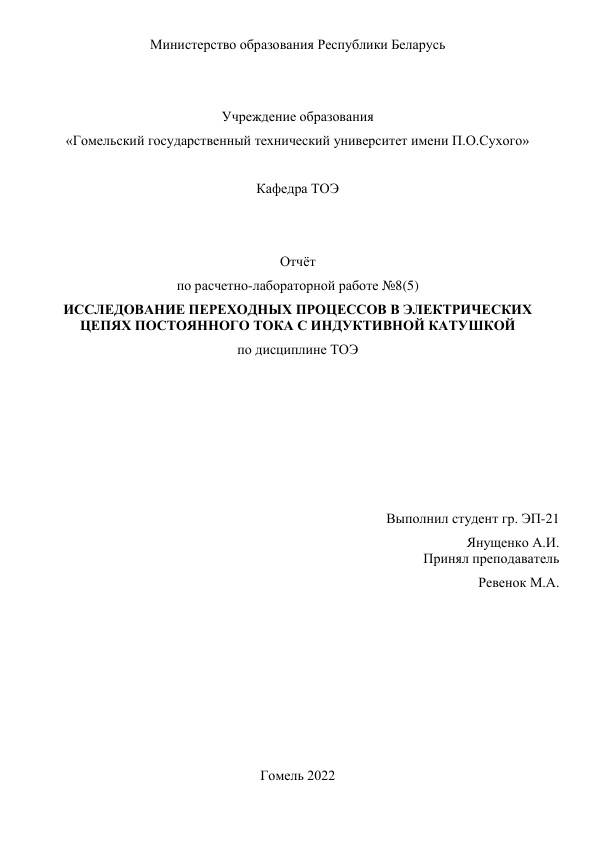 Министерство образования Республики Беларусь
Учреждение образования
«Гомельский государственный технический университет имени П.О.Сухого»
Кафедра ТОЭ
Отчёт
по расчетно-лабораторной работе №8(5)
ИССЛЕДОВАНИЕ ПЕРЕХОДНЫХ ПРОЦЕССОВ В ЭЛЕКТРИЧЕСКИХ
ЦЕПЯХ ПОСТОЯННОГО ТОКА С ИНДУКТИВНОЙ КАТУШКОЙ
по дисциплине ТОЭ
Выполнил студент гр. ЭП-21
Янущенко А.И.
Принял преподаватель
Ревенок М.А.
Гомель 2022